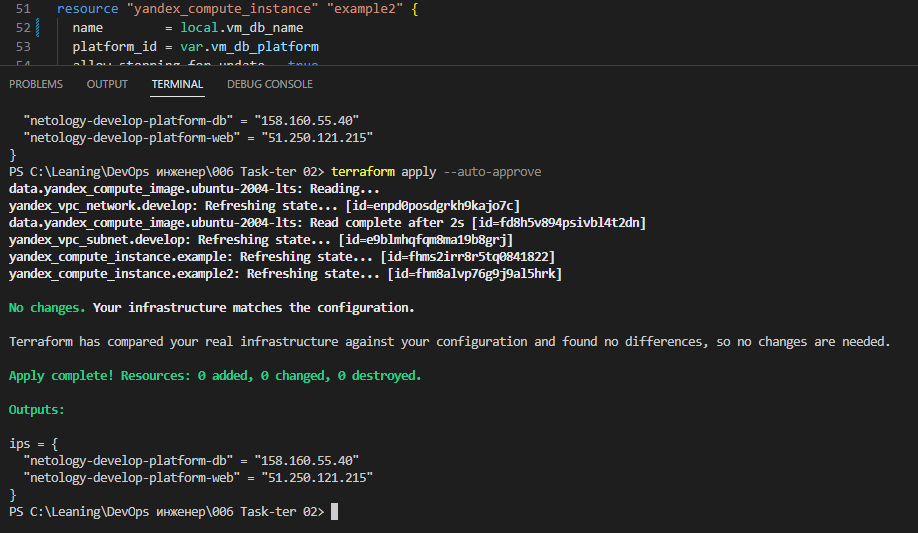 51 resource "yandex_compute_instance" "example2" {
52 name = local.vm_db_name
53 platform_id = var.vm_db_platform
54 allow_stopping_for_update = true
PROBLEMS OUTPUT TERMINAL DEBUG CONSOLE
"netology-develop-platform-db" = "158.160.55.40"
"netology-develop-platform-web" = "51.250.121.215"
}
PS C:\Leaning\DevOps инженер\006 Task-ter 02> terraform apply --auto-approve
data.yandex_compute_image.ubuntu-2004-lts: Reading...
yandex_vpc_network.develop: Refreshing state... [id=enpd0posdgrkh9kajo7c]
data.yandex_compute_image.ubuntu-2004-lts: Read complete after 2s [id=fd8h5v894psivbl4t2dn]
yandex_vpc_subnet.develop: Refreshing state... [id=e9blmhqfqm8ma19b8grj]
yandex_compute_instance.example: Refreshing state... [id=fhms2irr8r5tq0841822]
yandex_compute_instance.example2: Refreshing state... [id=fhm8alvp76g9j9al5hrk]
No changes. Your infrastructure matches the configuration.
Terraform has compared your real infrastructure against your configuration and found no differences, so no changes are needed.
Apply complete! Resources: 0 added, 0 changed, 0 destroyed.
Outputs:
ips = {
"netology-develop-platform-db" = "158.160.55.40"
"netology-develop-platform-web" = "51.250.121.215"
}
PS C:\Leaning\DevOps инженер\006 Task-ter 02>